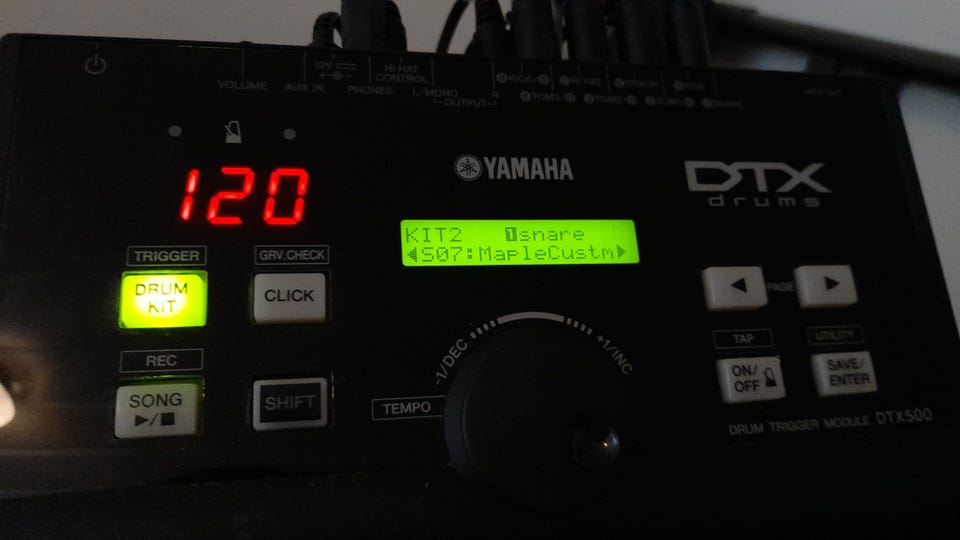 VOLUME
AUX IN
12V
PHONES
HI HAT
CONTROL
L/MONO
R
OUTPUT
KICK/
HI HAT
CRASH
TOM3/
TOM2/
TOM1/
SNARE
YAMAHA
DTX
drums
120
KIT2 1snare
S07:MapleCustm
TRIGGER
DRUM
KIT
GRV.CHECK
CLICK
REC
SONG
SHIFT
TEMPO
-1/DEC
+1/INC
PAGE
TAP
ON/
OFF
UTILITY
SAVE/
ENTER
DRUM TRIGGER MODULE DTX500